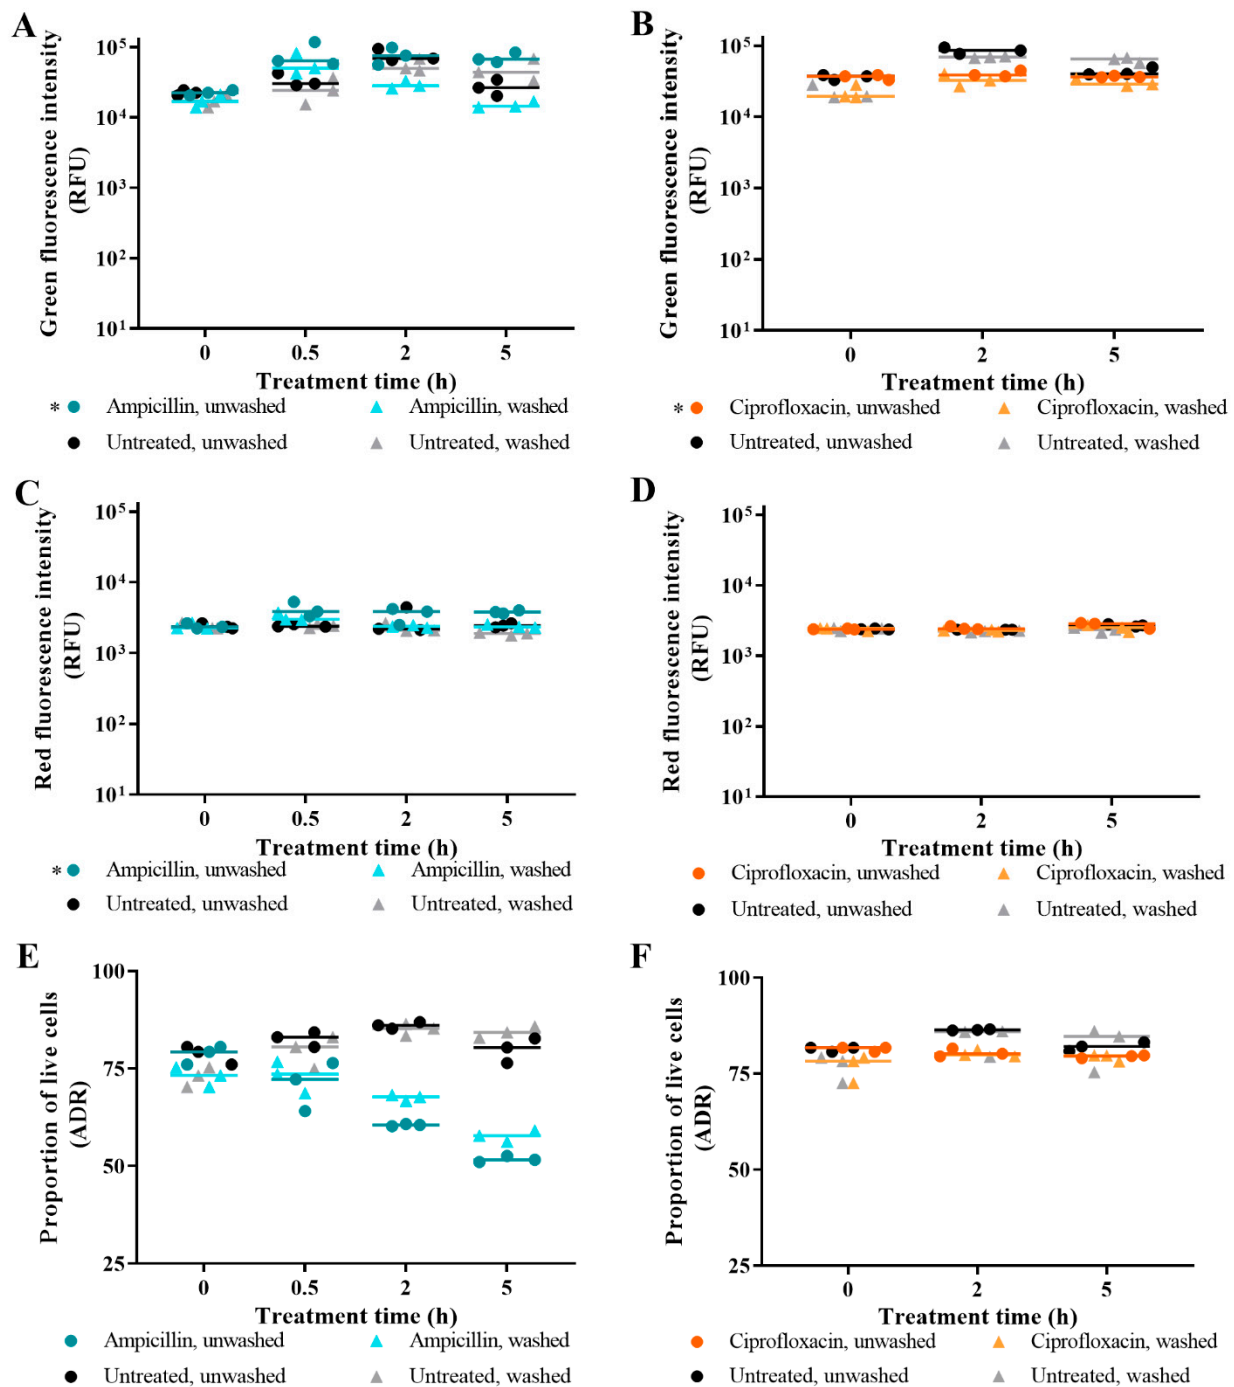 A
Green fluorescence intensity
(RFU)
10⁵
10⁴
10³
10²
10¹
0
0.5
2
5
Treatment time (h)
* Ampicillin, unwashed
Ampicillin, washed
Untreated, unwashed
Untreated, washed
B
Green fluorescence intensity
(RFU)
10⁵
10⁴
10³
10²
10¹
0
2
5
Treatment time (h)
* Ciprofloxacin, unwashed
Ciprofloxacin, washed
Untreated, unwashed
Untreated, washed
C
Red fluorescence intensity
(RFU)
10⁵
10⁴
10³
10²
10¹
0
0.5
2
5
Treatment time (h)
* Ampicillin, unwashed
Ampicillin, washed
Untreated, unwashed
Untreated, washed
D
Red fluorescence intensity
(RFU)
10⁵
10⁴
10³
10²
10¹
0
2
5
Treatment time (h)
Ciprofloxacin, unwashed
Ciprofloxacin, washed
Untreated, unwashed
Untreated, washed
E
Proportion of live cells
(ADR)
100
75
50
25
0
0.5
2
5
Treatment time (h)
Ampicillin, unwashed
Ampicillin, washed
Untreated, unwashed
Untreated, washed
F
Proportion of live cells
(ADR)
100
75
50
25
0
2
5
Treatment time (h)
Ciprofloxacin, unwashed
Ciprofloxacin, washed
Untreated, unwashed
Untreated, washed